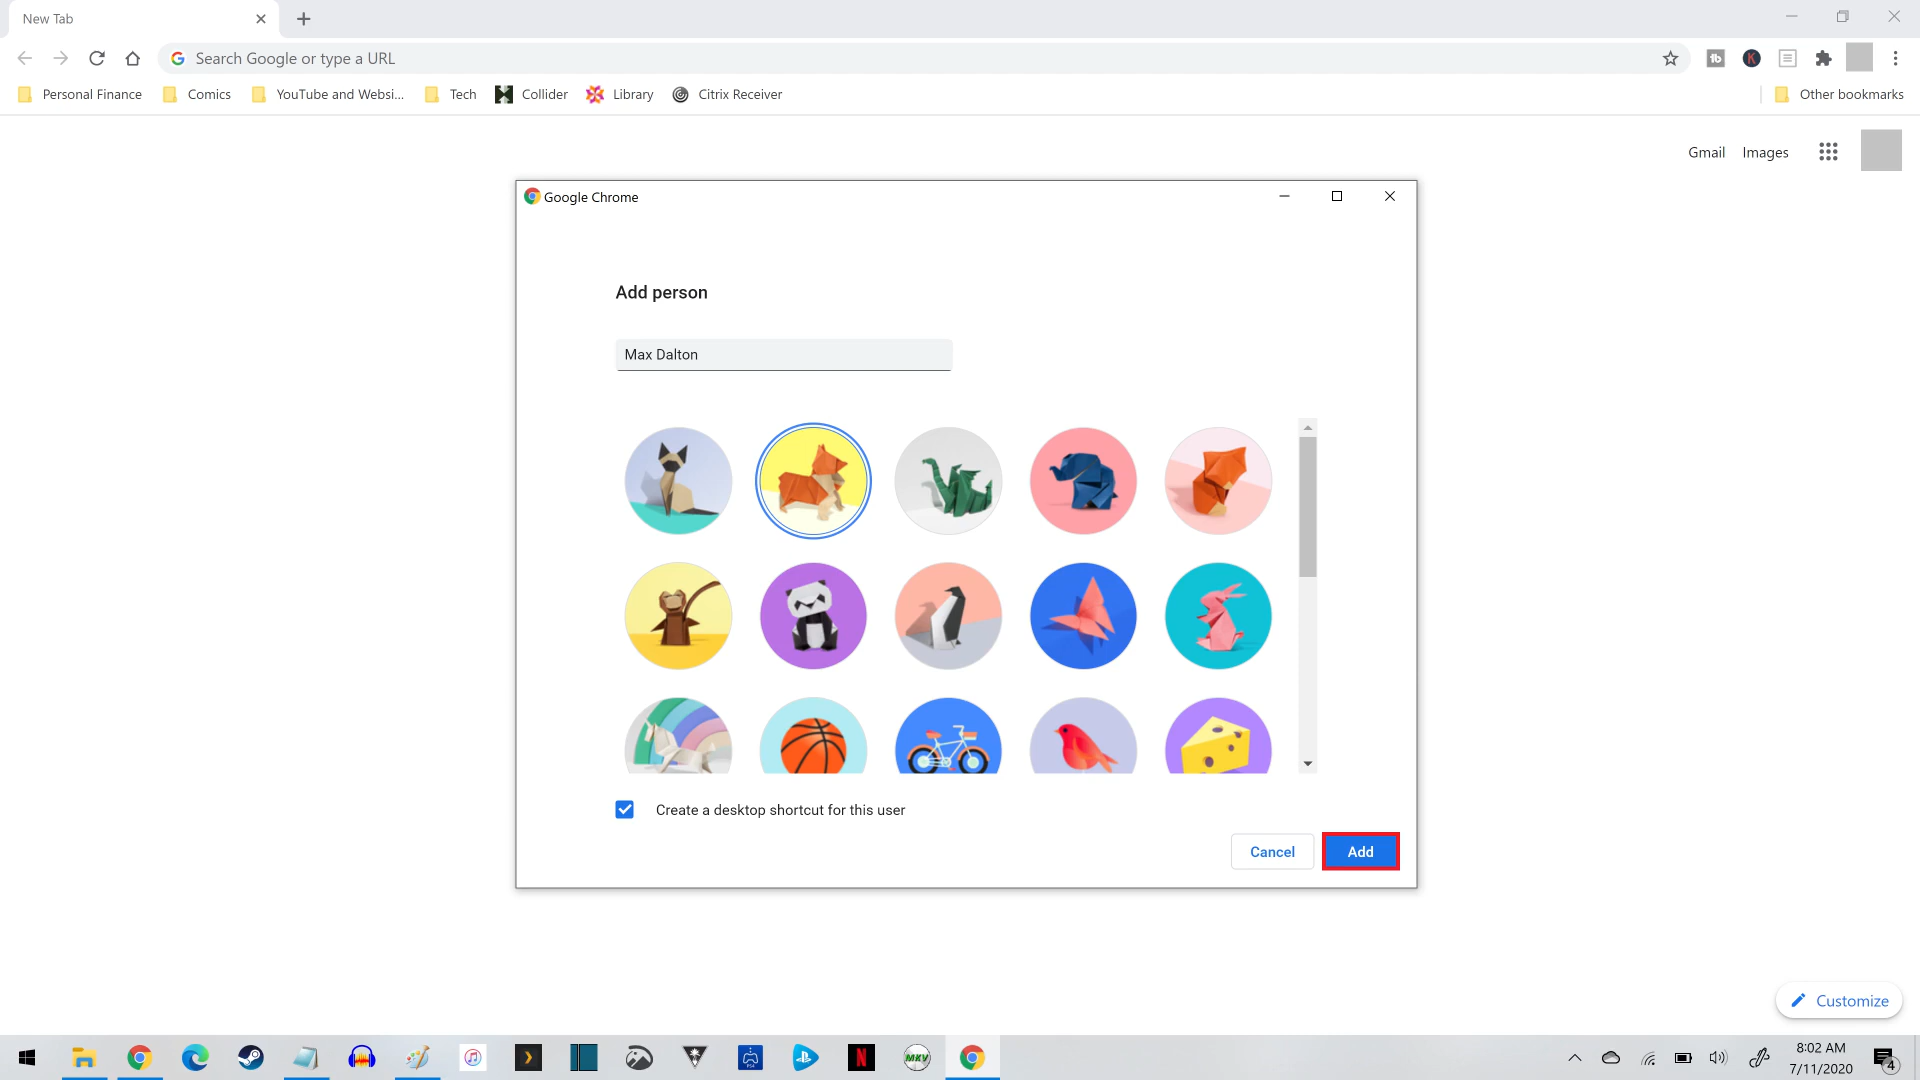 New Tab
Search Google or type a URL
Personal Finance
Comics
YouTube and Websi...
Tech
Collider
Library
Citrix Receiver
Other bookmarks
Gmail
Images
Google Chrome
Add person
Max Dalton
Create a desktop shortcut for this user
Cancel
Add
Customize
MKV
8:02 AM
7/11/2020
4